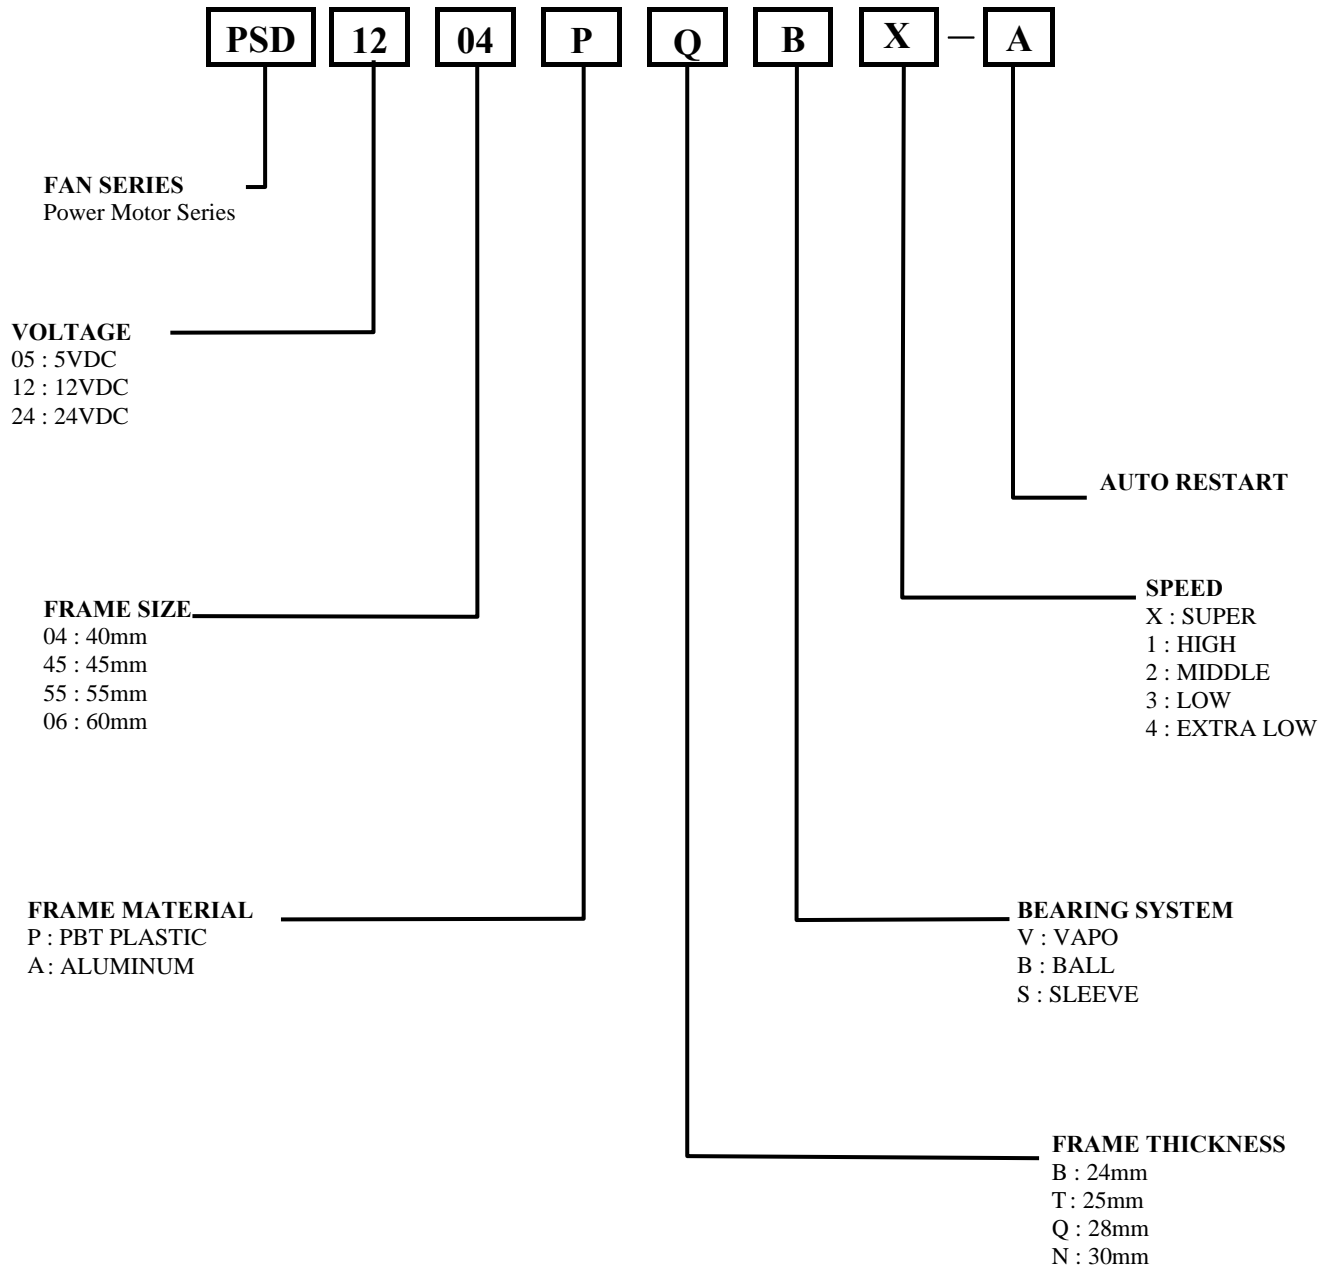 PSD 12 04 P Q B X — A
FAN SERIES
Power Motor Series
VOLTAGE
05 : 5VDC
12 : 12VDC
24 : 24VDC
AUTO RESTART
SPEED
X : SUPER
1 : HIGH
2 : MIDDLE
3 : LOW
4 : EXTRA LOW
FRAME SIZE
04 : 40mm
45 : 45mm
55 : 55mm
06 : 60mm
FRAME MATERIAL
P : PBT PLASTIC
A : ALUMINUM
BEARING SYSTEM
V : VAPO
B : BALL
S : SLEEVE
FRAME THICKNESS
B : 24mm
T : 25mm
Q : 28mm
N : 30mm